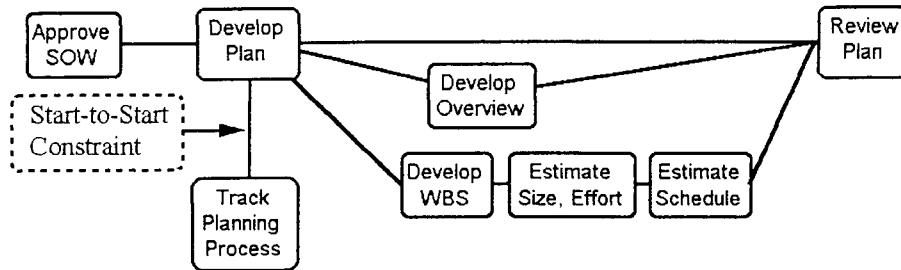 Approve
SOW
Develop
Plan
Review
Plan
Develop
Overview
Start-to-Start
Constraint
Develop
WBS
Estimate
Size, Effort
Estimate
Schedule
Track
Planning
Process